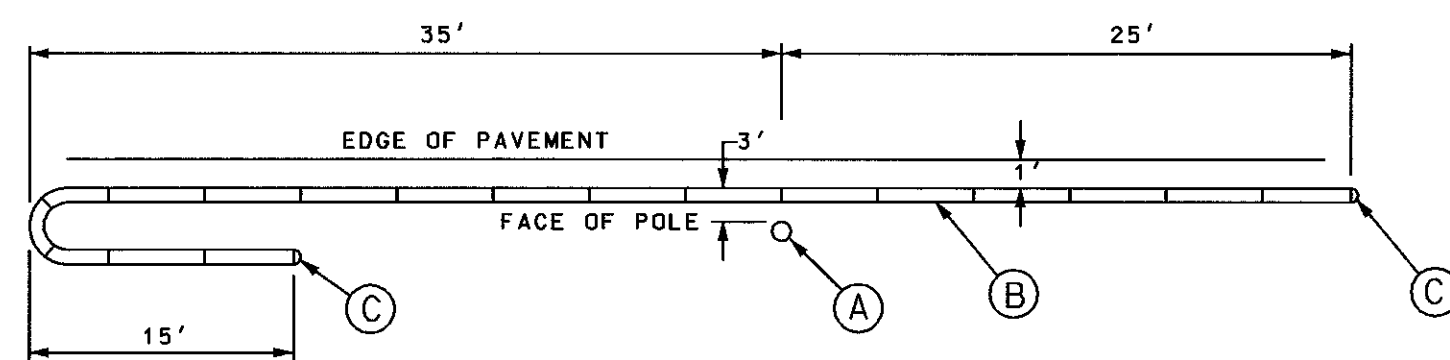 35'
25'
EDGE OF PAVEMENT
3'
1'
FACE OF POLE
C
A
B
C
15'